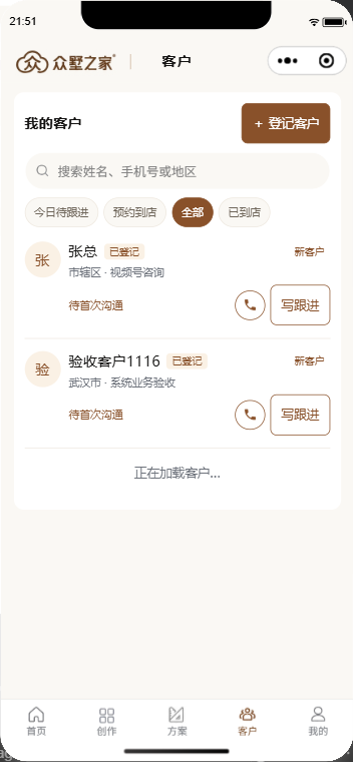 21:51
众墅之家
客户
我的客户
+ 登记客户
搜索姓名、手机号或地区
今日待跟进
预约到店
全部
已到店
张
张总
已登记
新客户
市辖区 · 视频号咨询
待首次沟通
写跟进
验
验收客户1116
已登记
新客户
武汉市 · 系统业务验收
待首次沟通
写跟进
正在加载客户...
首页
创作
方案
客户
我的